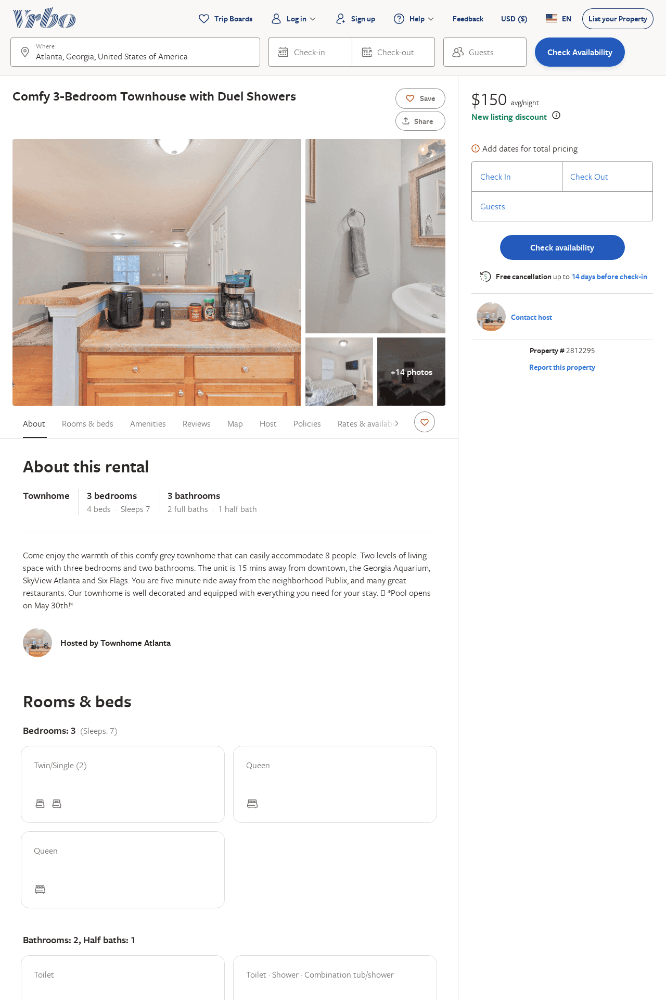 Vrbo
Trip Boards
Log in
Sign up
Help
Feedback
USD ($)
EN
List your Property
Where
Atlanta, Georgia, United States of America
Check-in
Check-out
Guests
Check Availability
Comfy 3-Bedroom Townhouse with Duel Showers
Save
Share
+14 photos
$150 avg/night
New listing discount
Add dates for total pricing
Check In
Check Out
Guests
Check availability
Free cancellation up to 14 days before check-in
Contact host
Property # 2812295
Report this property
About
Rooms & beds
Amenities
Reviews
Map
Host
Policies
Rates & availab
About this rental
Townhome
3 bedrooms
4 beds · Sleeps 7
3 bathrooms
2 full baths · 1 half bath
Come enjoy the warmth of this comfy grey townhome that can easily accommodate 8 people. Two levels of living
space with three bedrooms and two bathrooms. The unit is 15 mins away from downtown, the Georgia Aquarium,
SkyView Atlanta and Six Flags. You are five minute ride away from the neighborhood Publix, and many great
restaurants. Our townhome is well decorated and equipped with everything you need for your stay. *Pool opens
on May 30th!*
Hosted by Townhome Atlanta
Rooms & beds
Bedrooms: 3 (Sleeps: 7)
Twin/Single (2)
Queen
Queen
Bathrooms: 2, Half baths: 1
Toilet
Toilet · Shower · Combination tub/shower